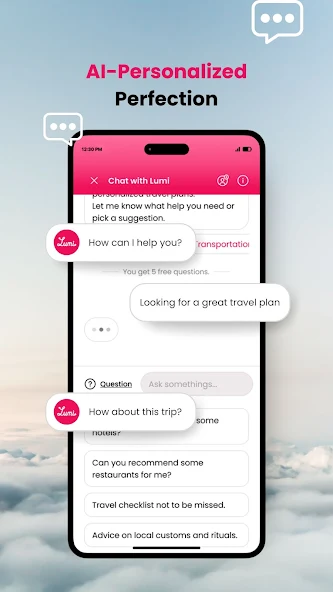 AI-Personalized
Perfection
12:30 PM
Chat with Lumi
personalized travel plans.
Let me know what help you need or
pick a suggestion.
Transportation
Lumi
How can I help you?
You get 5 free questions.
Looking for a great travel plan
Question
Ask somethings...
Lumi
How about this trip?
some
hotels?
Can you recommend some
restaurants for me?
Travel checklist not to be missed.
Advice on local customs and rituals.